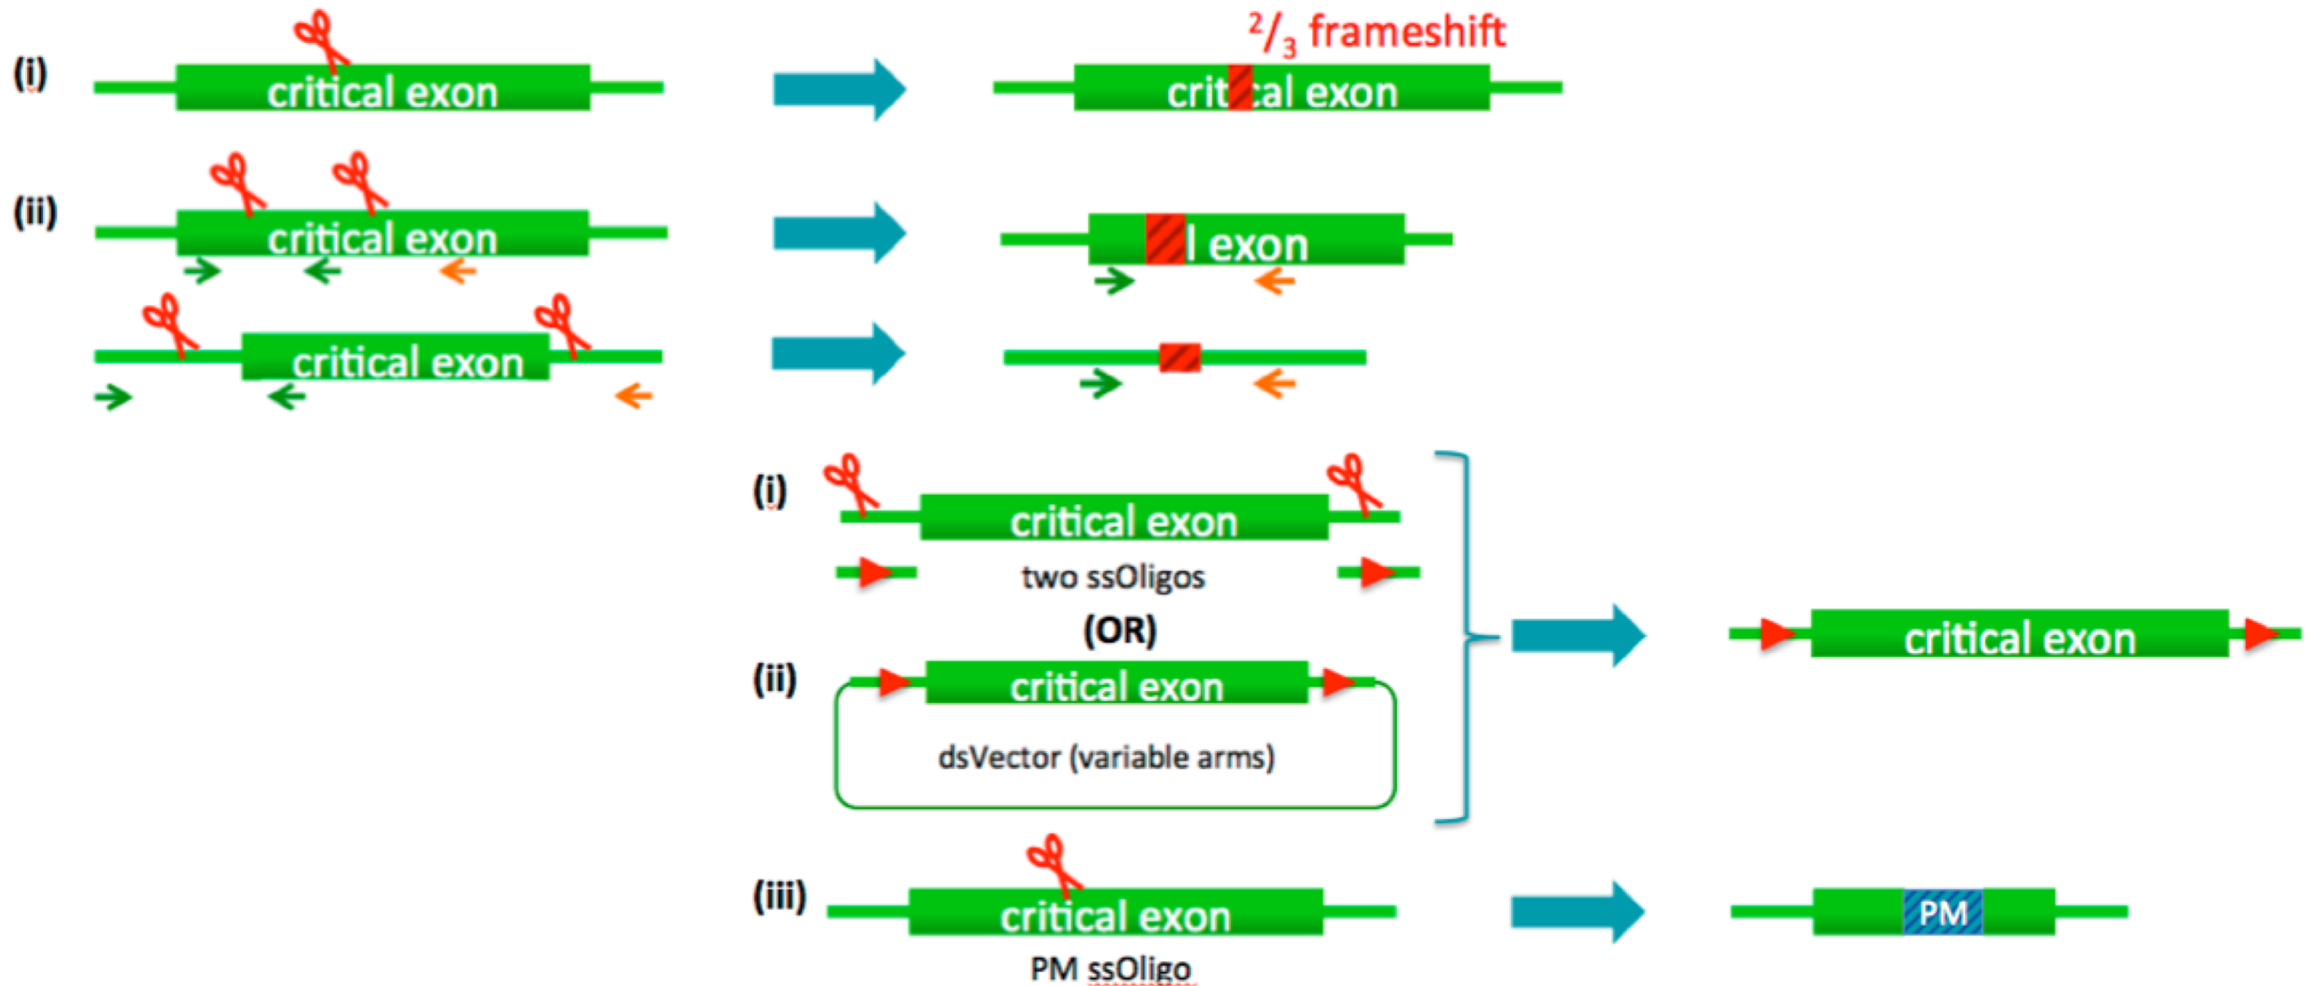 2/3 frameshift
(i)
critical exon
crit cal exon
(ii)
critical exon
l exon
critical exon
(i)
critical exon
two ssOligos
(OR)
critical exon
(ii)
critical exon
dsVector (variable arms)
(iii)
critical exon
PM
PM ssOligo